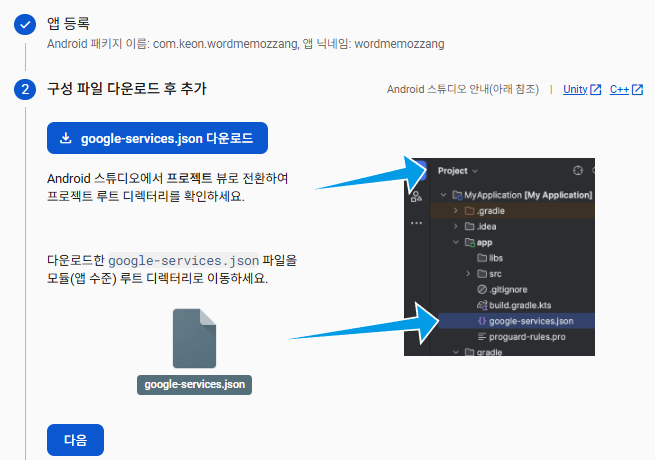 앱 등록
Android 패키지 이름: com.keon.wordmemozzang, 앱 닉네임: wordmemozzang
2 구성 파일 다운로드 후 추가
Android 스튜디오 안내(아래 참조) | Unity C++
google-services.json 다운로드
Android 스튜디오에서 프로젝트 뷰로 전환하여
프로젝트 루트 디렉터리를 확인하세요.
다운로드한 google-services.json 파일을
모듈(앱 수준) 루트 디렉터리로 이동하세요.
google-services.json
Project
MyApplication [My Application]
.gradle
.idea
app
libs
src
.gitignore
build.gradle.kts
google-services.json
proguard-rules.pro
gradle
다음